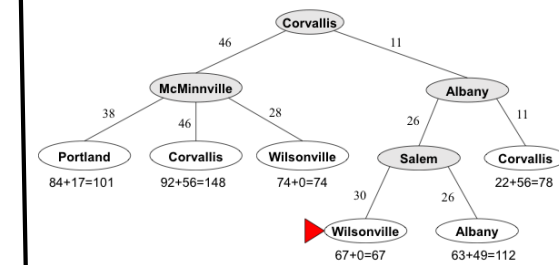 Corvallis
46 11
McMinnville Albany
38 46 28 26 11
Portland Corvallis Wilsonville Salem Corvallis
84+17=101 92+56=148 74+0=74 22+56=78
30 26
Wilsonville Albany
67+0=67 63+49=112